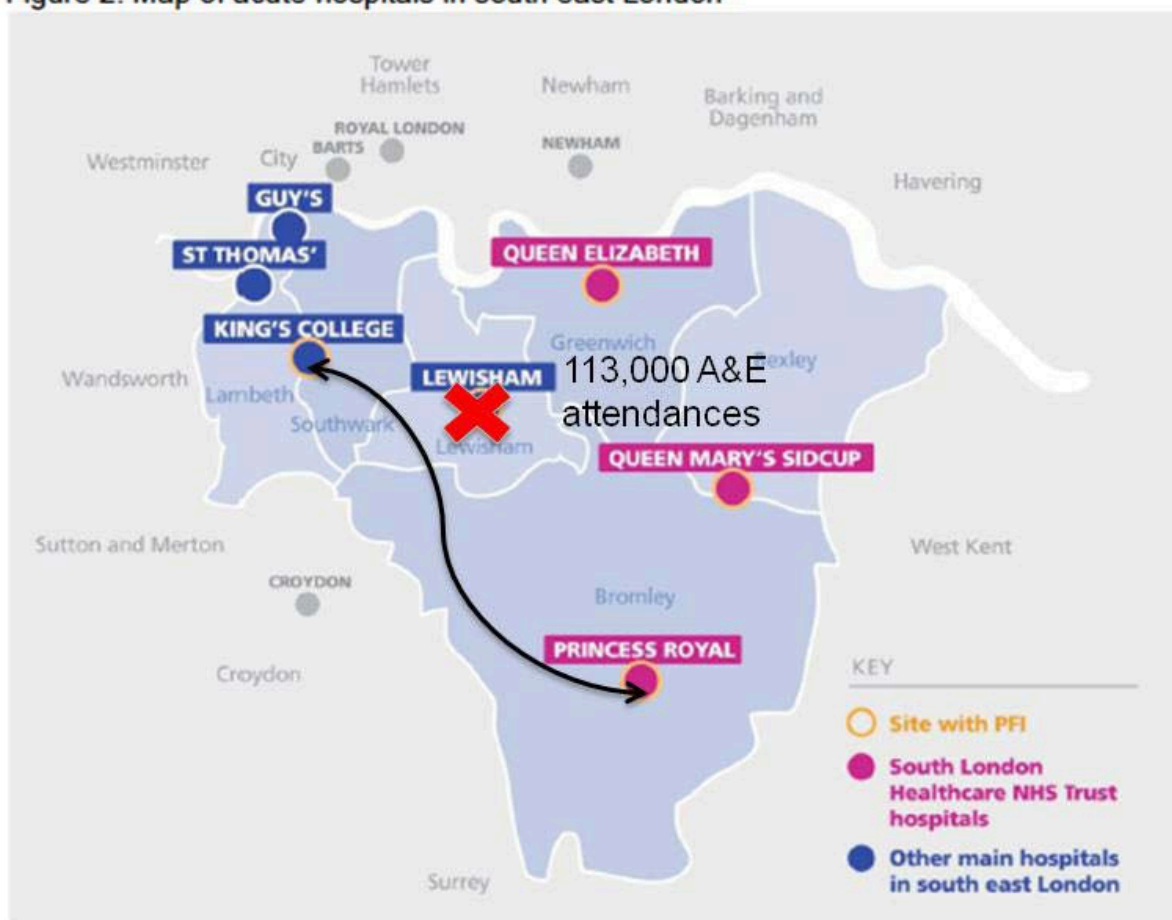 Figure 2: Map of acute hospitals in south east London
Tower
Hamlets
Newham
Barking and
Dagenham
ROYAL LONDON
BARTS
NEWHAM
Westminster
City
Havering
GUY'S
ST THOMAS'
QUEEN ELIZABETH
KING'S COLLEGE
Greenwich
Wandsworth
LEWISHAM
113,000 A&E
attendances
Bexley
Lambeth
Southwark
Lewisham
QUEEN MARY'S SIDCUP
Sutton and Merton
West Kent
CROYDON
Bromley
PRINCESS ROYAL
Croydon
KEY
Site with PFI
South London
Healthcare NHS Trust
hospitals
Other main hospitals
in south east London
Surrey